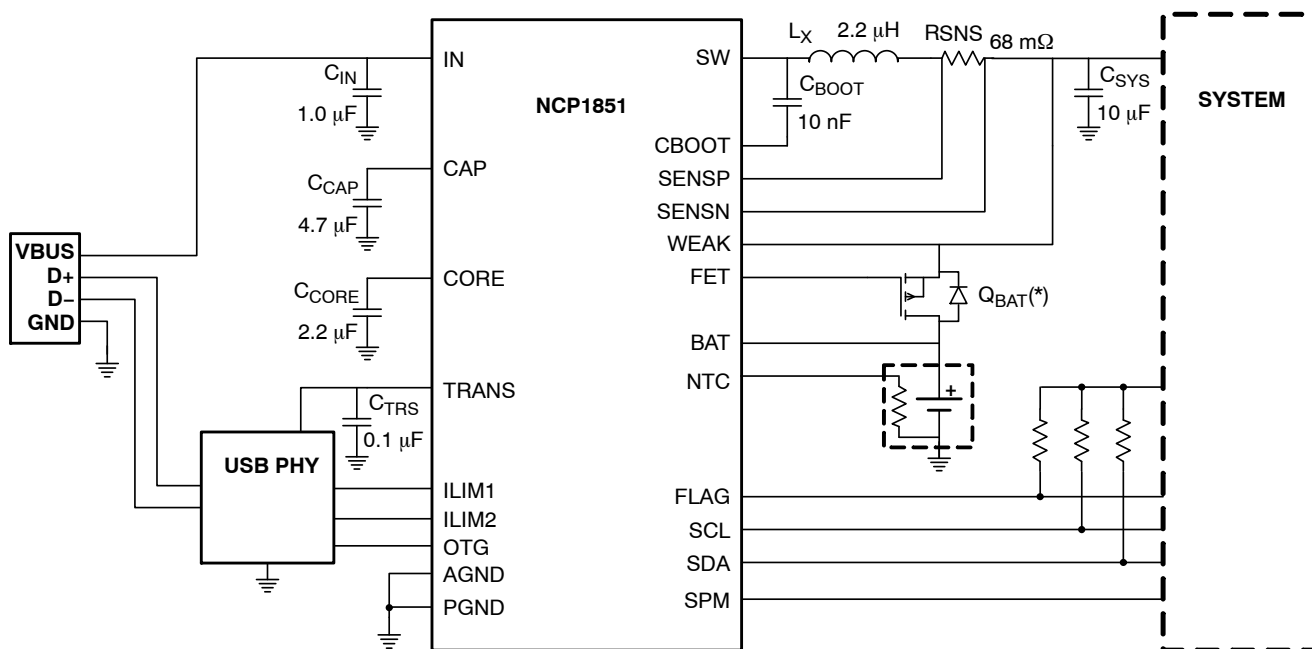 VBUS
D+
D−
GND
C_IN
1.0 μF
C_CAP
4.7 μF
C_CORE
2.2 μF
C_TRS
0.1 μF
USB PHY
NCP1851
IN
CAP
CORE
TRANS
ILIM1
ILIM2
OTG
AGND
PGND
SW
CBOOT
SENSP
SENSN
WEAK
FET
BAT
NTC
FLAG
SCL
SDA
SPM
L_X 2.2 μH
RSNS 68 mΩ
C_BOOT
10 nF
C_SYS
10 μF
Q_BAT(*)
+
SYSTEM